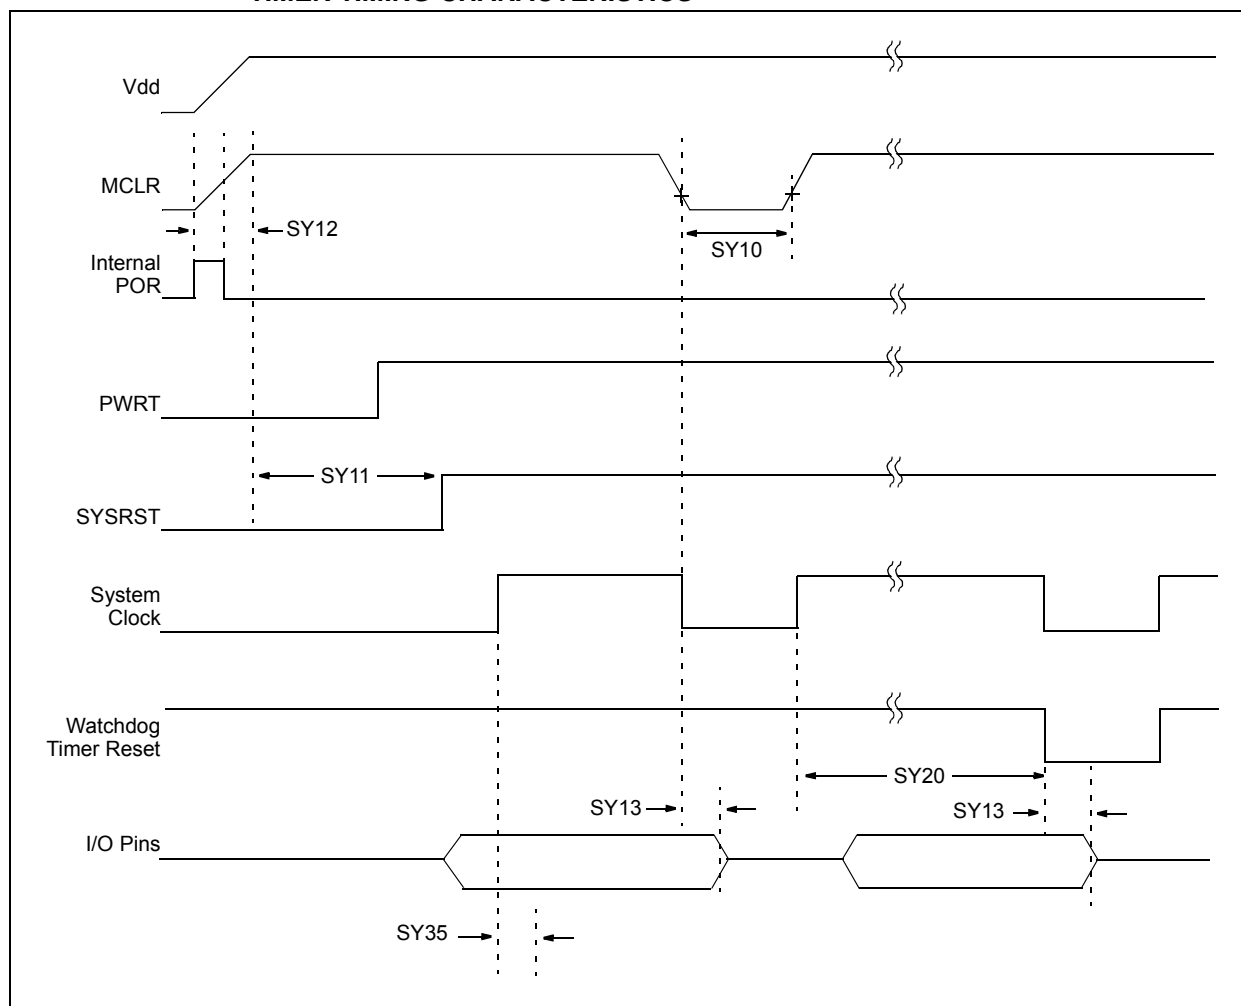 TIMER TIMING CHARACTERISTICS
Vdd
MCLR
SY12
SY10
Internal
POR
PWRT
SY11
SYSRST
System
Clock
Watchdog
Timer Reset
SY20
SY13
SY13
I/O Pins
SY35